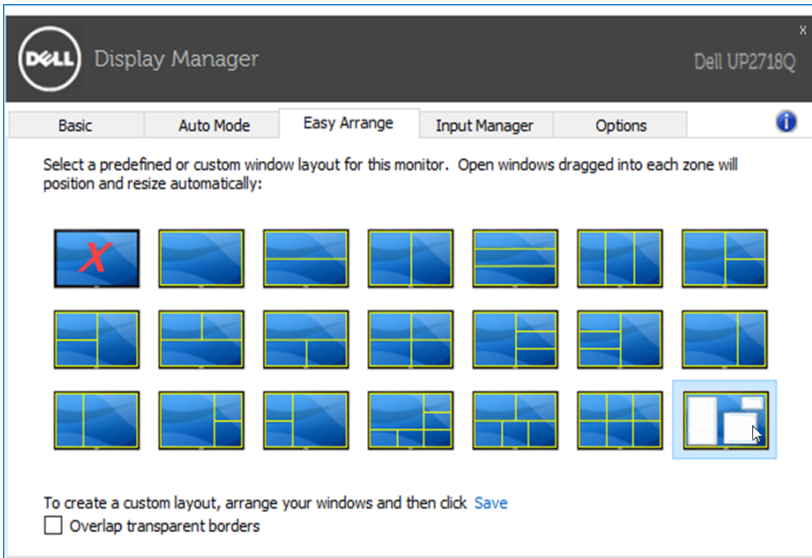 x
DELL
Display Manager
Dell UP2718Q
Basic
Auto Mode
Easy Arrange
Input Manager
Options
i
Select a predefined or custom window layout for this monitor. Open windows dragged into each zone will
position and resize automatically:
X
To create a custom layout, arrange your windows and then click Save
Overlap transparent borders